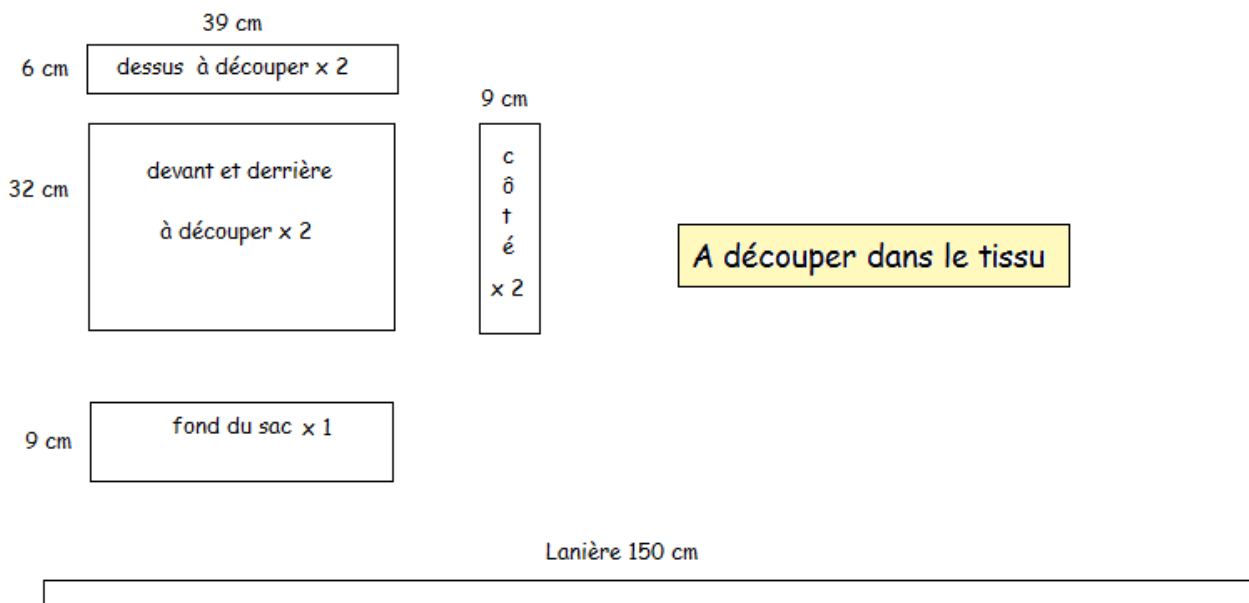 39 cm
6 cm
dessus à découper x 2
9 cm
32 cm
devant et derrière
à découper x 2
c
ô
t
é
x 2
A découper dans le tissu
9 cm
fond du sac x 1
Lanière 150 cm